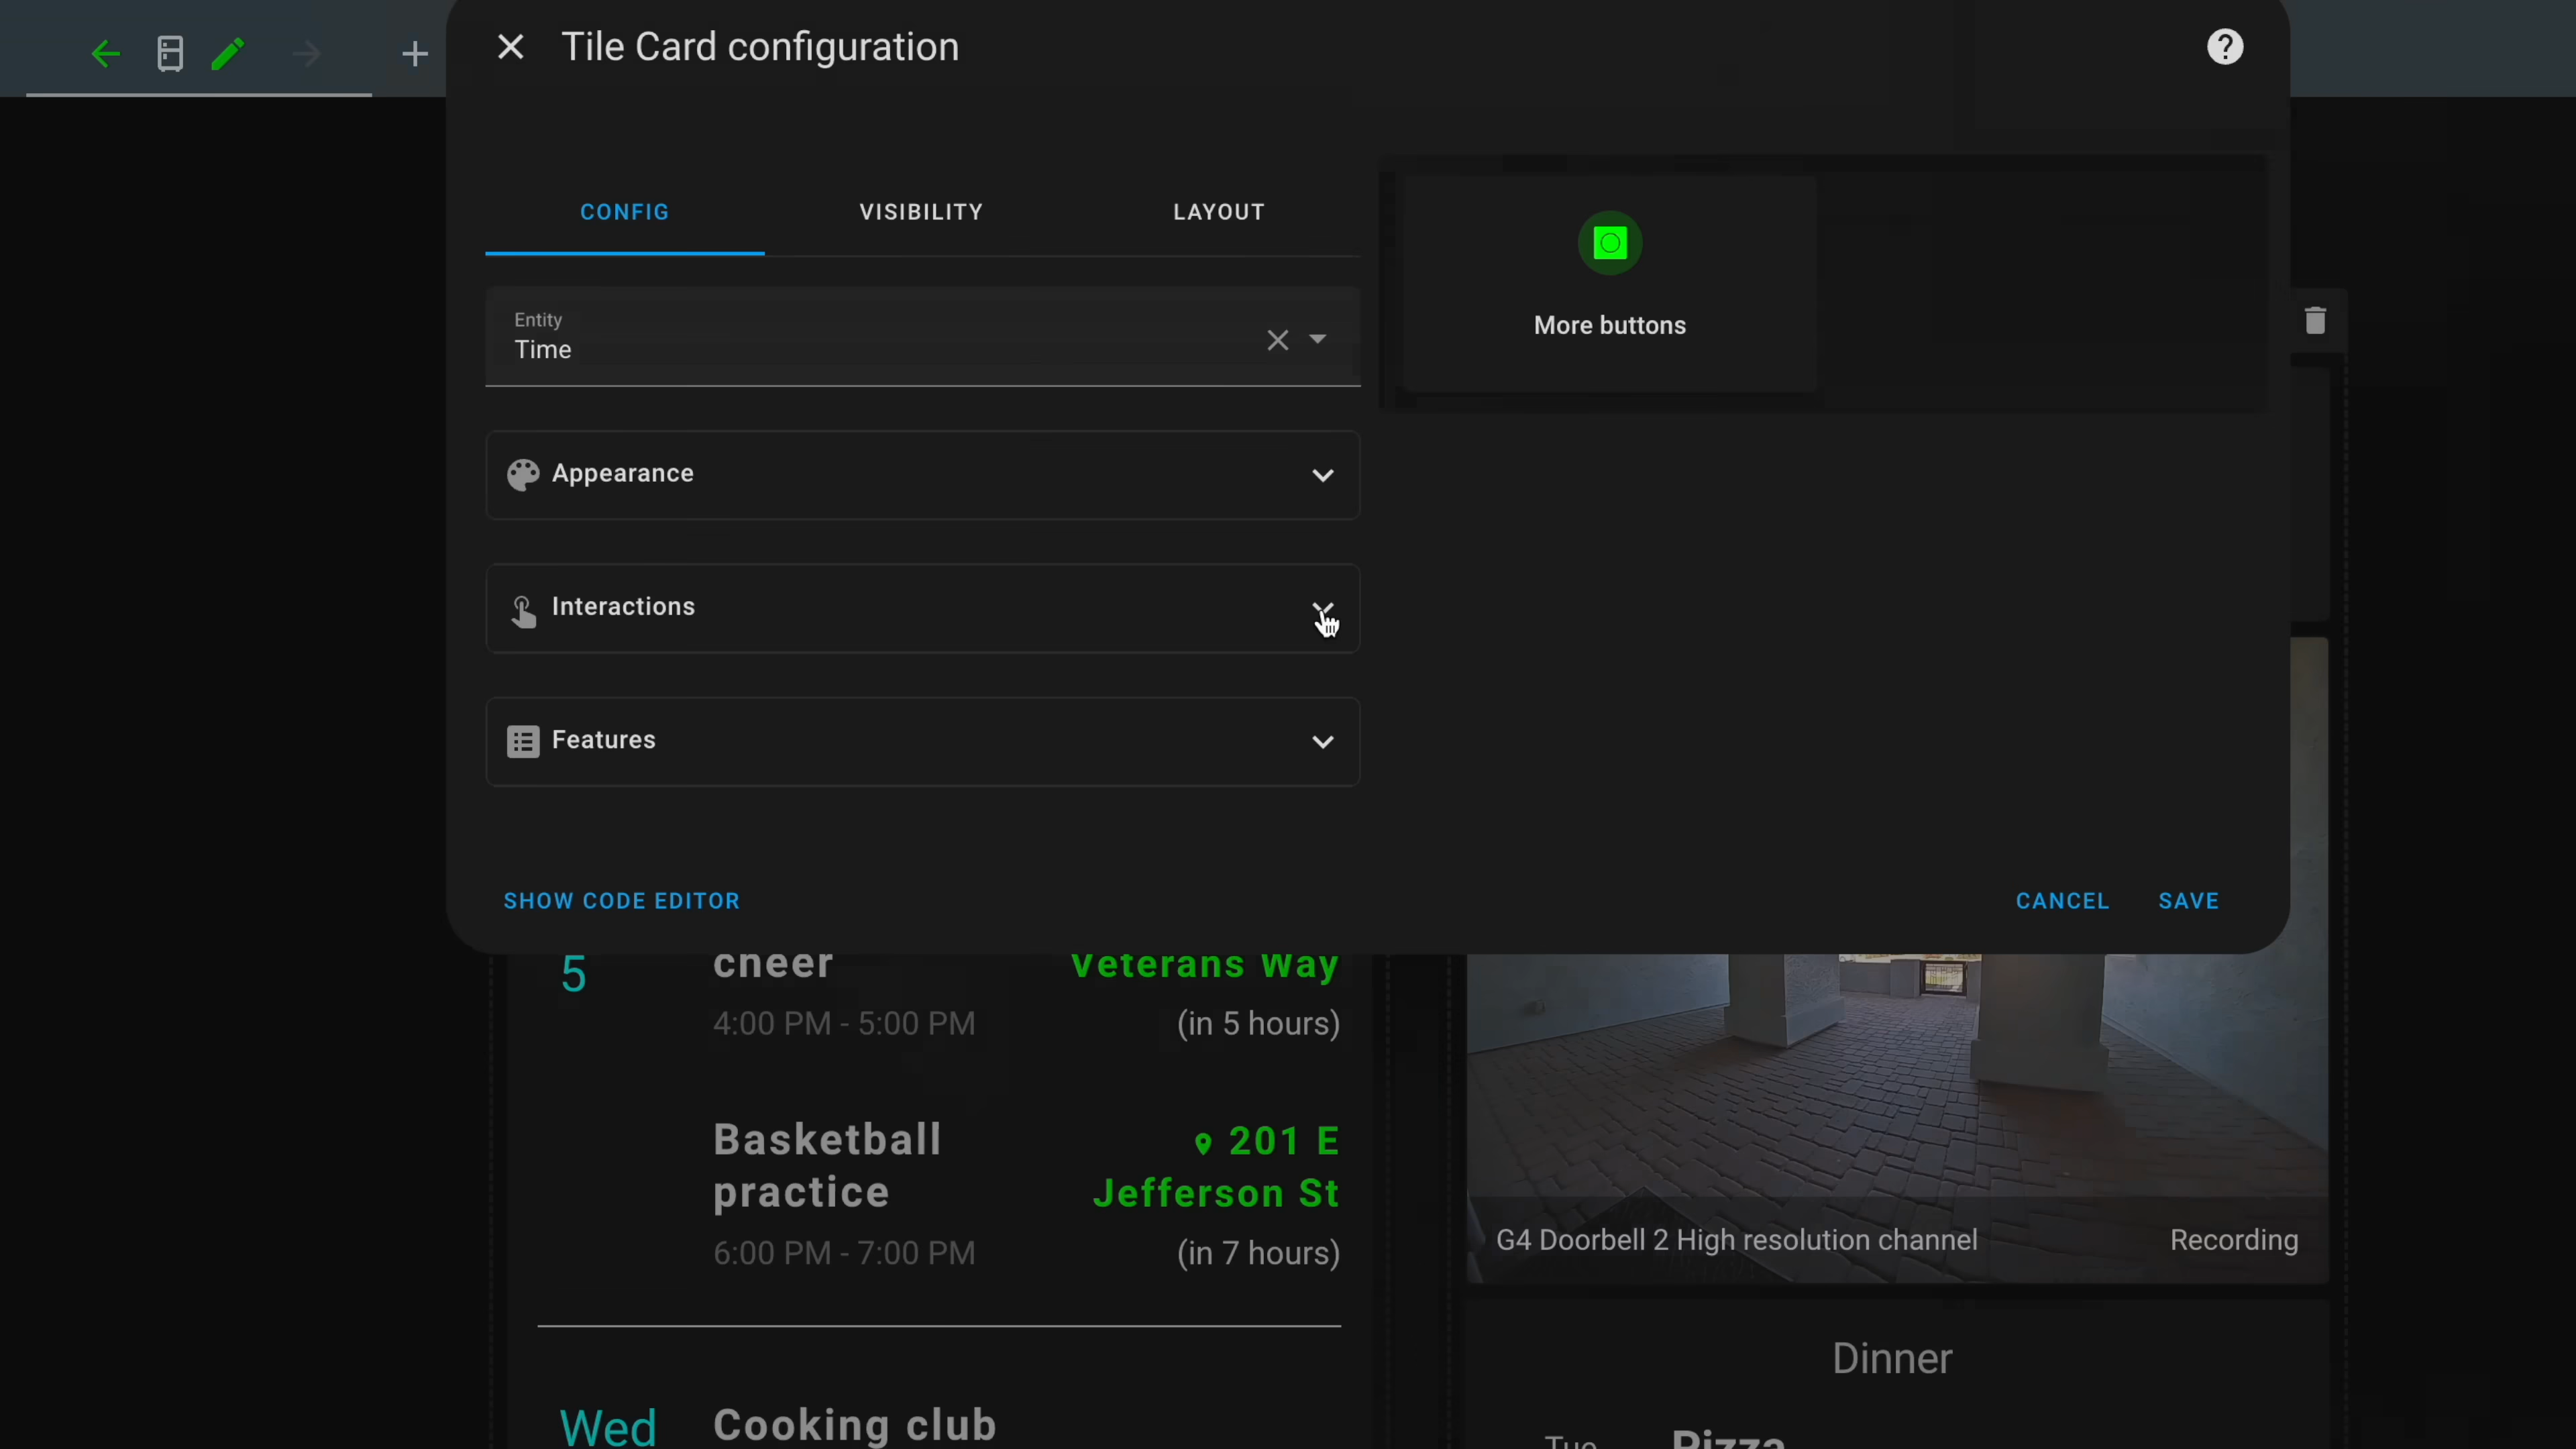 Tile Card configuration
CONFIG
VISIBILITY
LAYOUT
Entity
Time
More buttons
Appearance
Interactions
Features
SHOW CODE EDITOR
CANCEL
SAVE
5
cheer
Veterans Way
4:00 PM - 5:00 PM
(in 5 hours)
Basketball
practice
201 E
Jefferson St
6:00 PM - 7:00 PM
(in 7 hours)
G4 Doorbell 2 High resolution channel
Recording
Dinner
Wed
Cooking club
Tue
Pizza